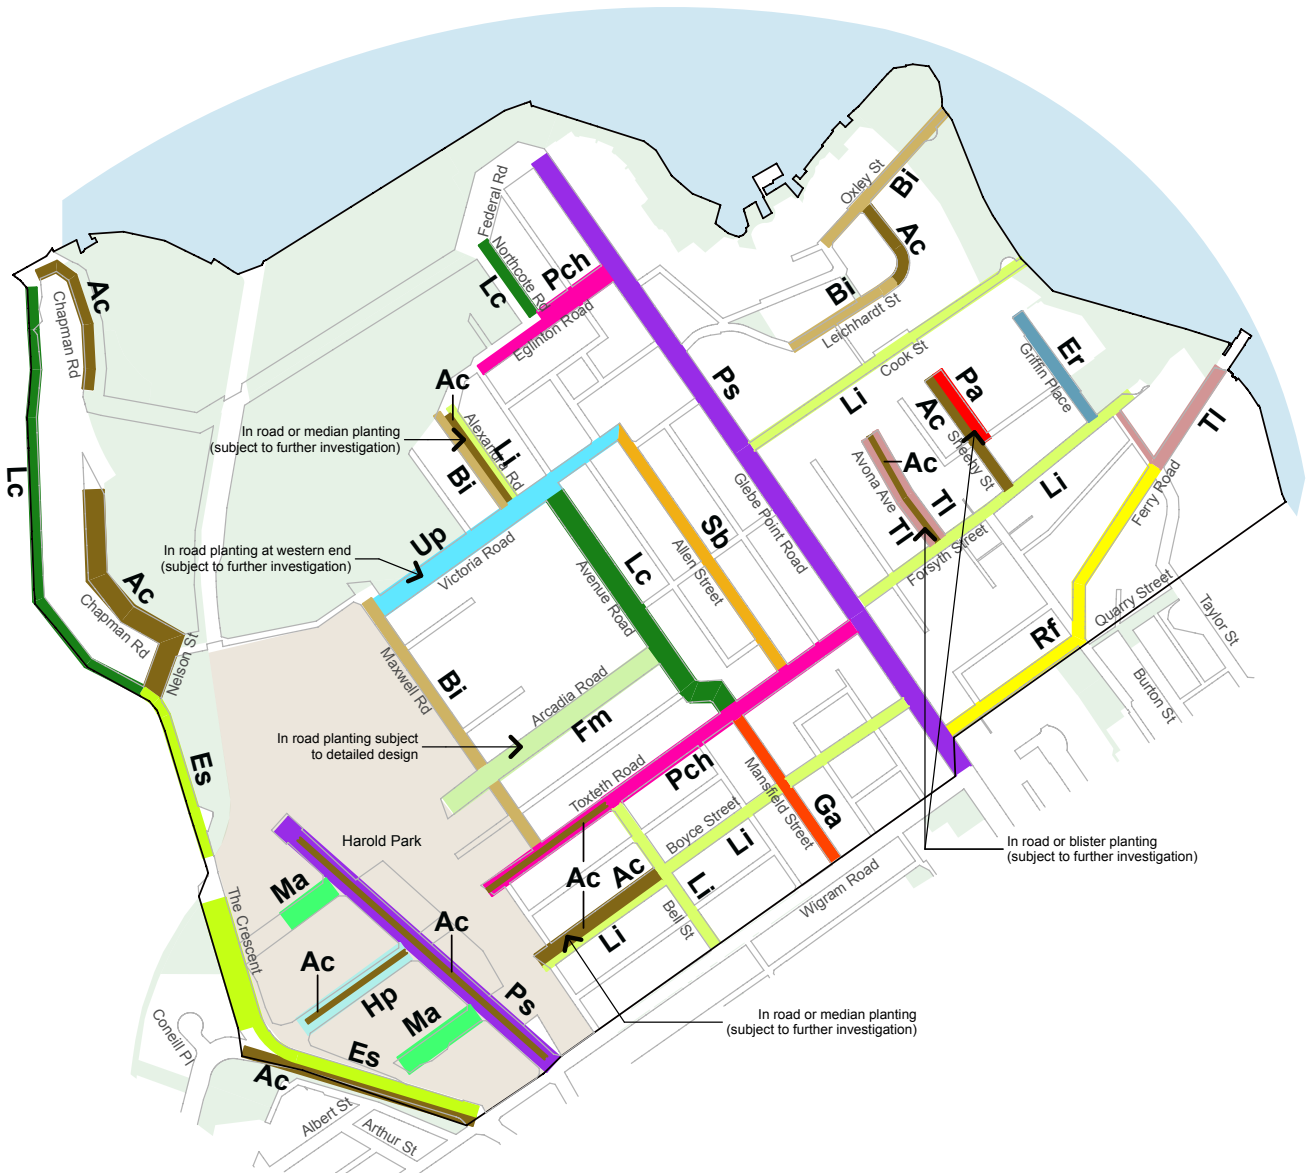 Federal Rd
Northcote Rd
Lc
Pch
Eglinton Road
Oxley St
Bi
Ac
Bi
Leichhardt St
Ac
Chapman Rd
Lc
Ac
Chapman Rd
Nelson St
Ac
In road or median planting
(subject to further investigation)
Alexandra Rd
Li
Bi
Ps
Glebe Point Road
Cook St
Li
Er
Griffin Place
Pa
Ac
Sheehy St
Ac
Avona Ave
Tl
Tl
Li
Forsyth Street
Tl
Ferry Road
Up
Victoria Road
In road planting at western end
(subject to further investigation)
Sb
Allen Street
Lc
Avenue Road
Rf
Quarry Street
Taylor St
Burton St
Maxwell Rd
Bi
Arcadia Road
Fm
In road planting subject
to detailed design
Es
Toxteth Road
Pch
Mansfield Street
Ga
Boyce Street
Li
Ac
Ac
Li
Li
Bell St
Wigram Road
In road or blister planting
(subject to further investigation)
Harold Park
Ma
The Crescent
Ac
Ac
Hp
Ma
Ps
Es
Ac
In road or median planting
(subject to further investigation)
Coneill Pl
Albert St
Arthur St